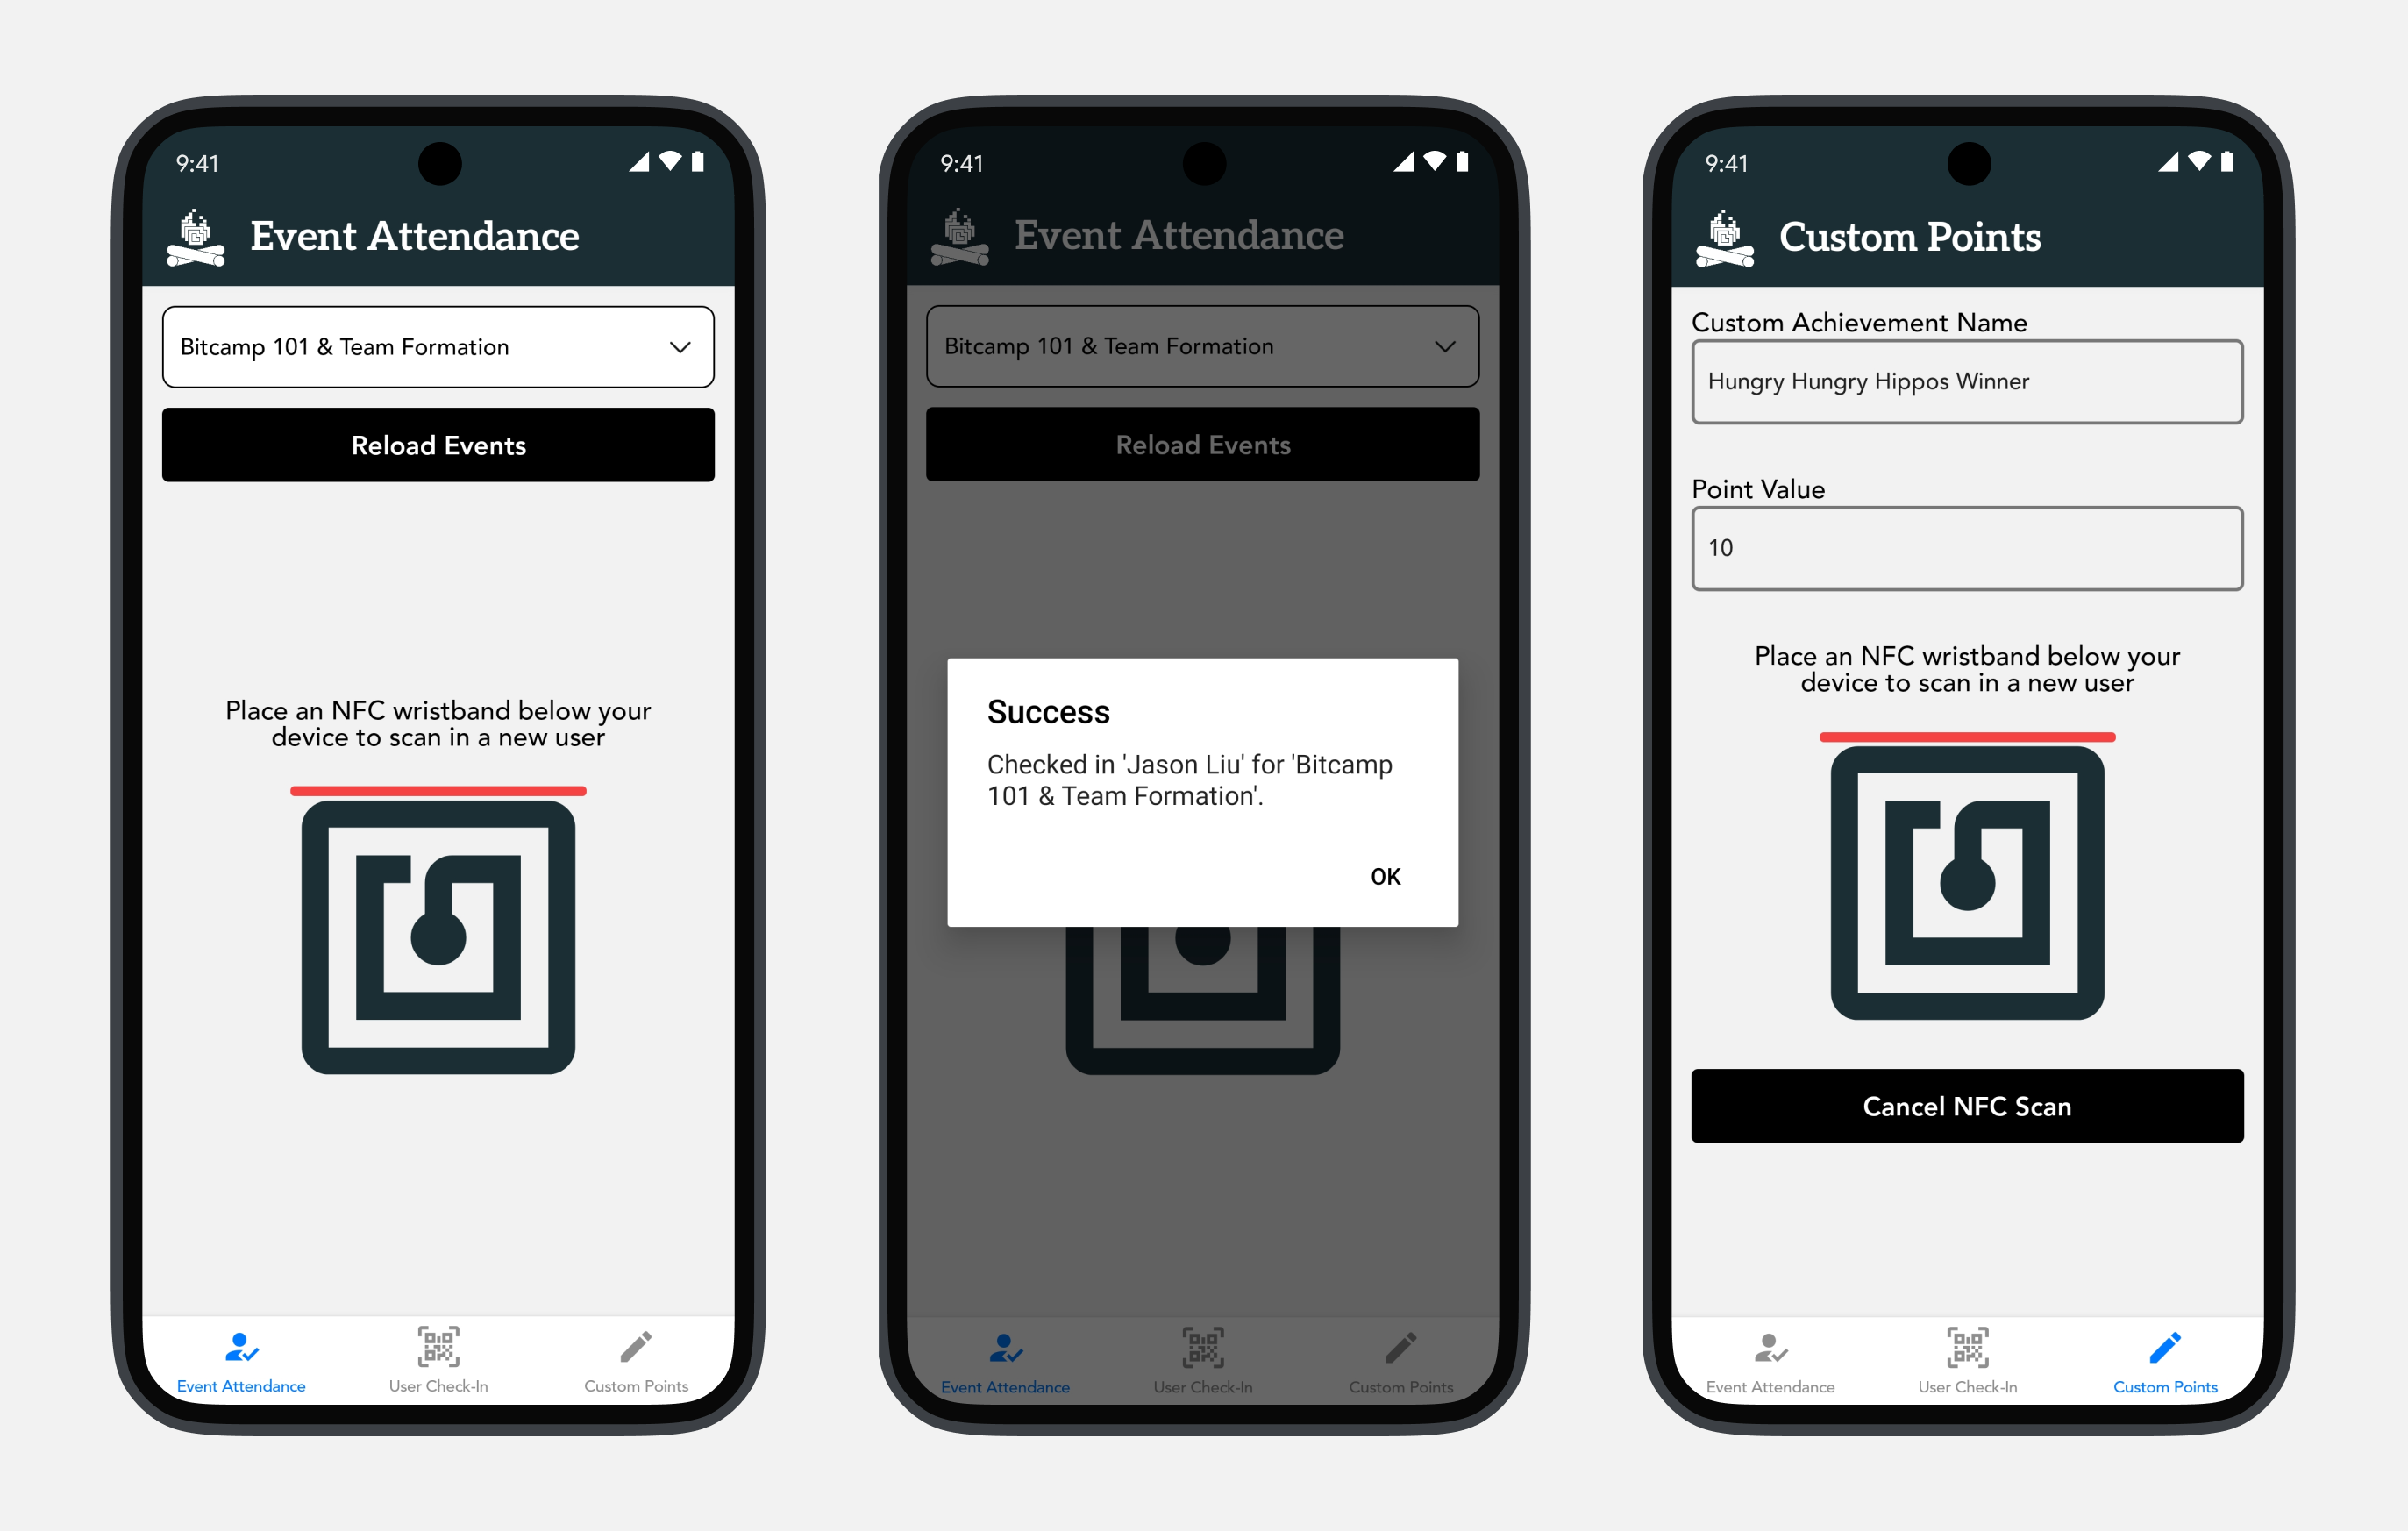 9:41
Event Attendance
Bitcamp 101 & Team Formation
Reload Events
Place an NFC wristband below your
device to scan in a new user
Event Attendance
User Check-In
Custom Points
9:41
Event Attendance
Bitcamp 101 & Team Formation
Reload Events
Success
Checked in 'Jason Liu' for 'Bitcamp
101 & Team Formation'.
OK
Event Attendance
User Check-In
Custom Points
9:41
Custom Points
Custom Achievement Name
Hungry Hungry Hippos Winner
Point Value
10
Place an NFC wristband below your
device to scan in a new user
Cancel NFC Scan
Event Attendance
User Check-In
Custom Points